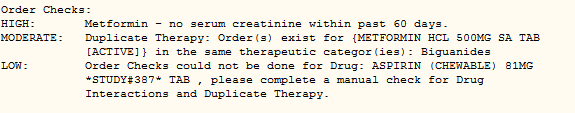 Order Checks:
HIGH: Metformin - no serum creatinine within past 60 days.
MODERATE: Duplicate Therapy: Order(s) exist for {METFORMIN HCL 500MG SA TAB
[ACTIVE]} in the same therapeutic categor(ies): Biguanides
LOW: Order Checks could not be done for Drug: ASPIRIN (CHEWABLE) 81MG
*STUDY#387* TAB , please complete a manual check for Drug
Interactions and Duplicate Therapy.